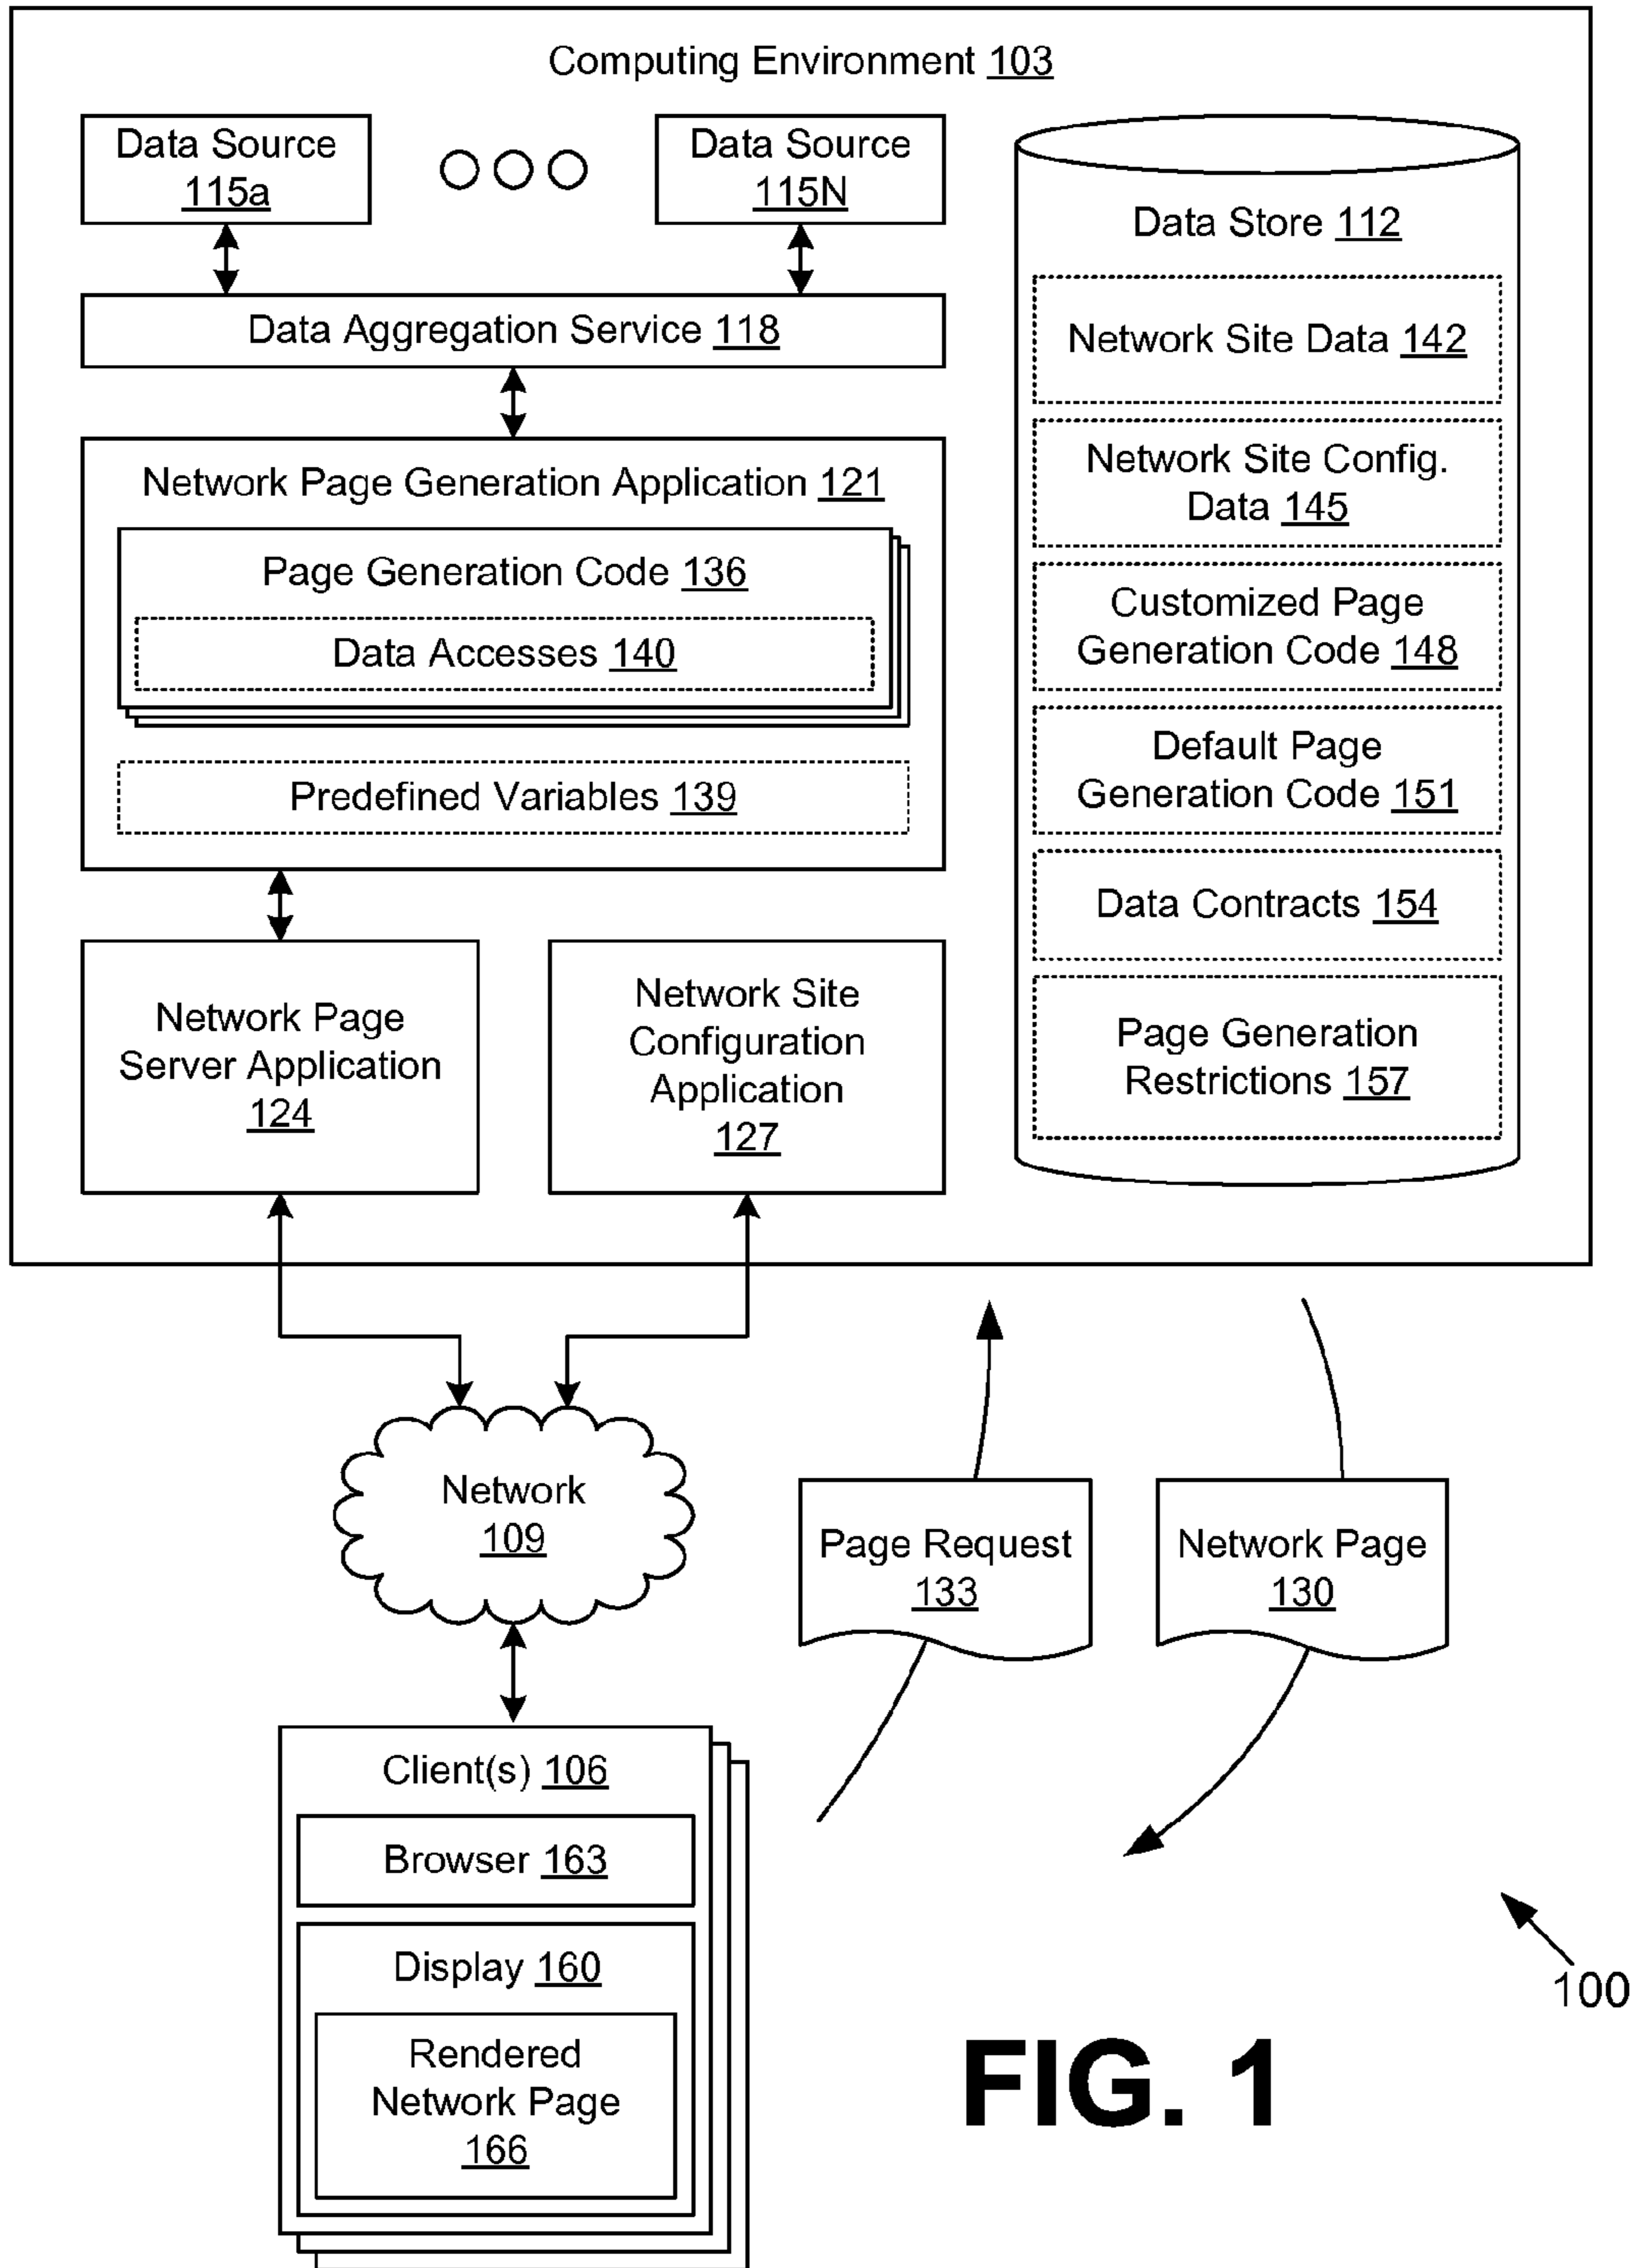 Computing Environment 103
Data Source
115a
Data Source
115N
Data Aggregation Service 118
Network Page Generation Application 121
Page Generation Code 136
Data Accesses 140
Predefined Variables 139
Network Page
Server Application
124
Network Site
Configuration
Application
127
Data Store 112
Network Site Data 142
Network Site Config.
Data 145
Customized Page
Generation Code 148
Default Page
Generation Code 151
Data Contracts 154
Page Generation
Restrictions 157
Network
109
Page Request
133
Network Page
130
Client(s) 106
Browser 163
Display 160
Rendered
Network Page
166
100
FIG. 1